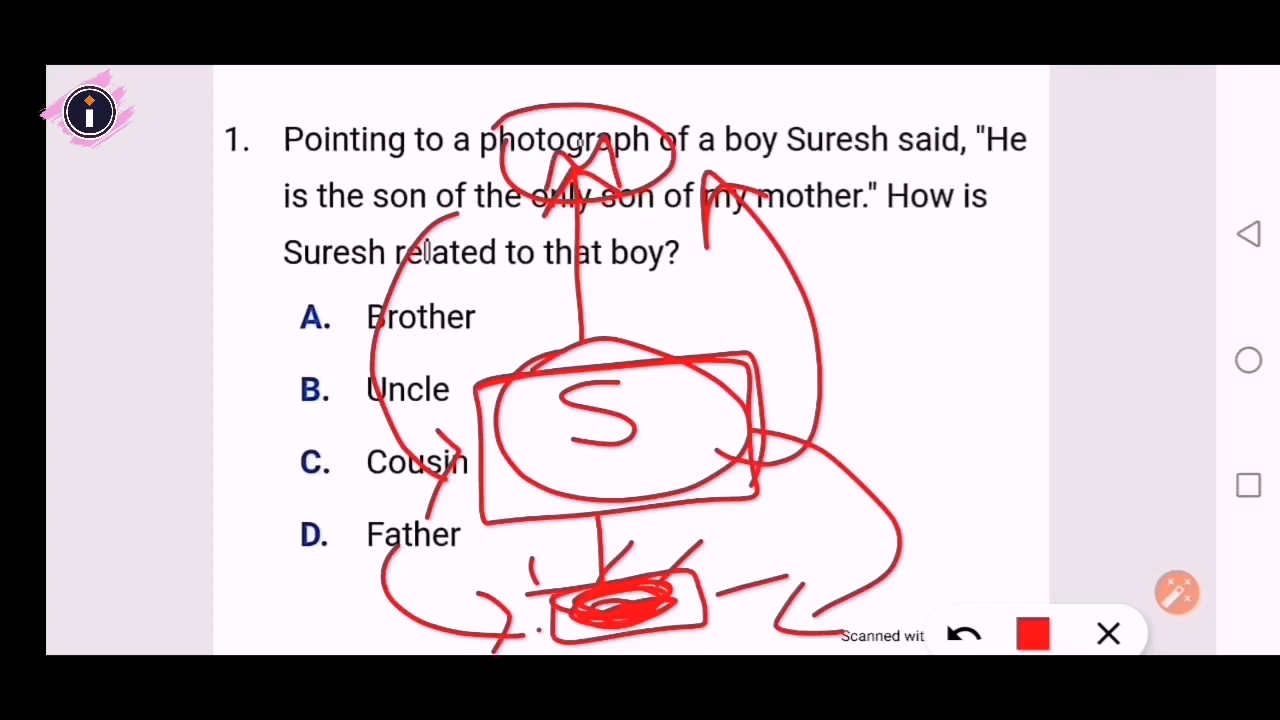 1. Pointing to a photograph of a boy Suresh said, "He
is the son of the only son of my mother." How is
Suresh related to that boy?
A. Brother
B. Uncle
C. Cousin
D. Father
M
S
Scanned wit
i